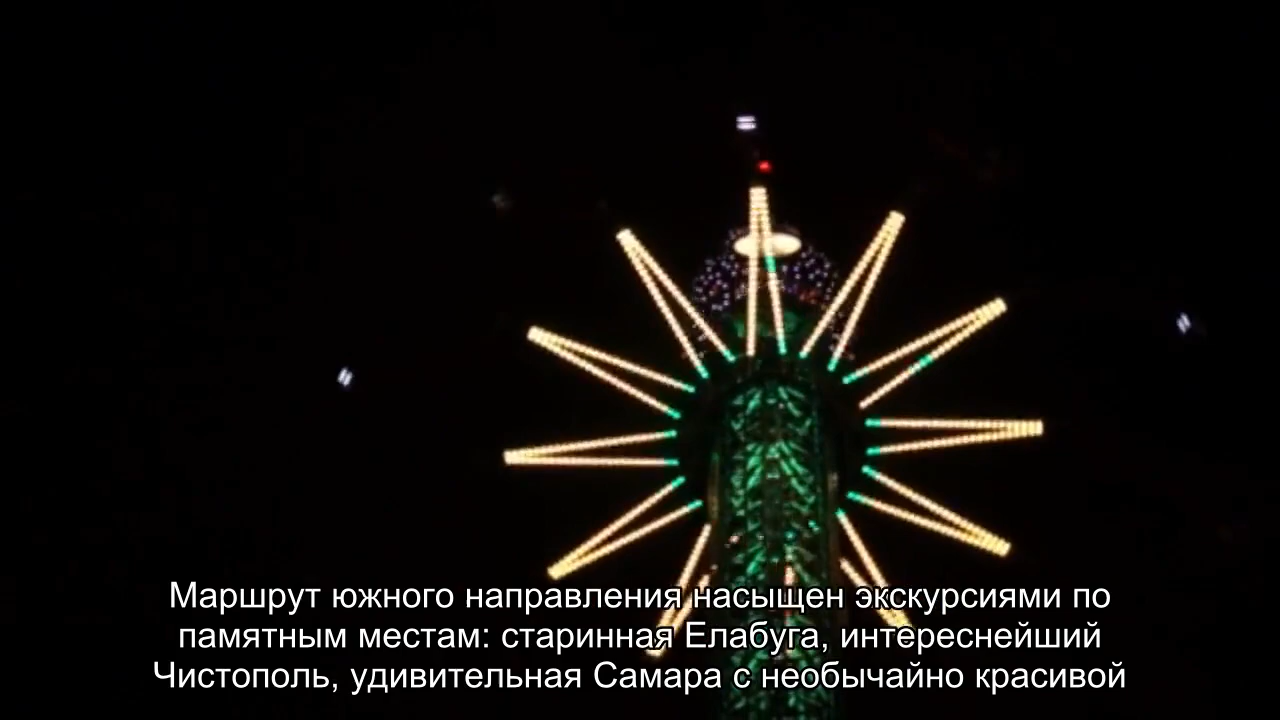 Маршрут южного направления насыщен экскурсиями по
памятным местам: старинная Елабуга, интереснейший
Чистополь, удивительная Самара с необычайно красивой